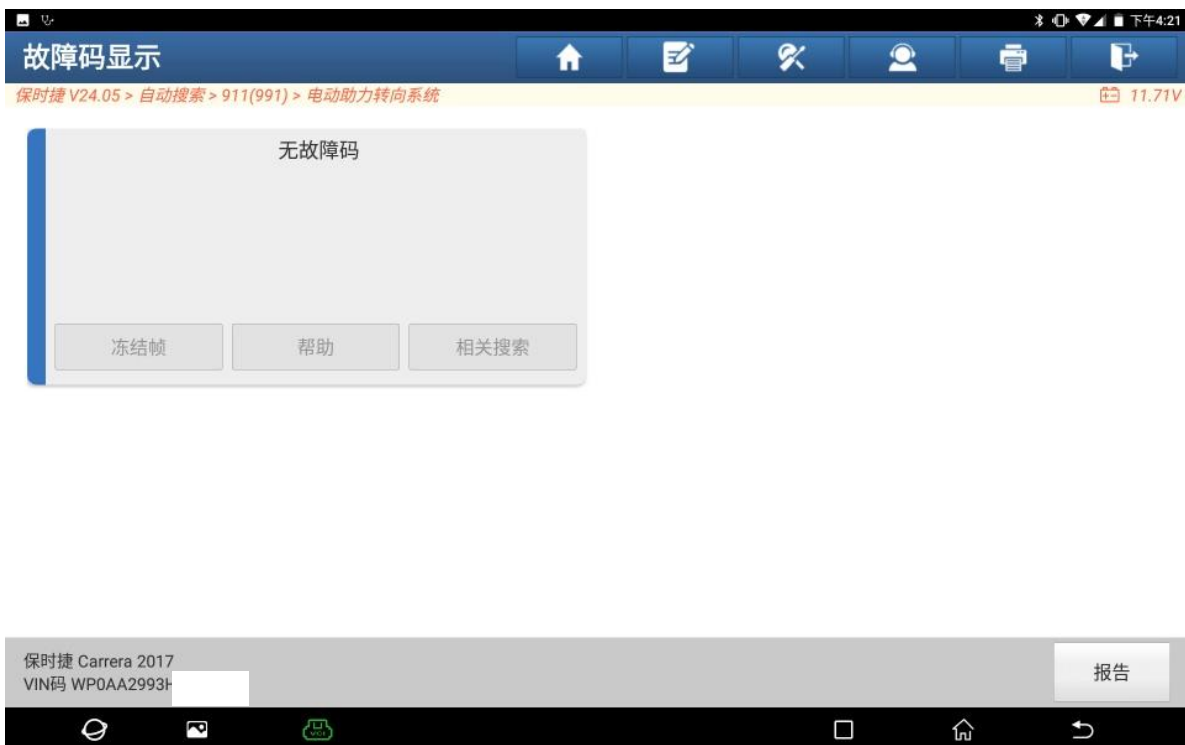 下午4:21
故障码显示
保时捷 V24.05 > 自动搜索 > 911(991) > 电动助力转向系统
11.71V
无故障码
冻结帧
帮助
相关搜索
保时捷 Carrera 2017
VIN码 WP0AA2993H
报告
VCI